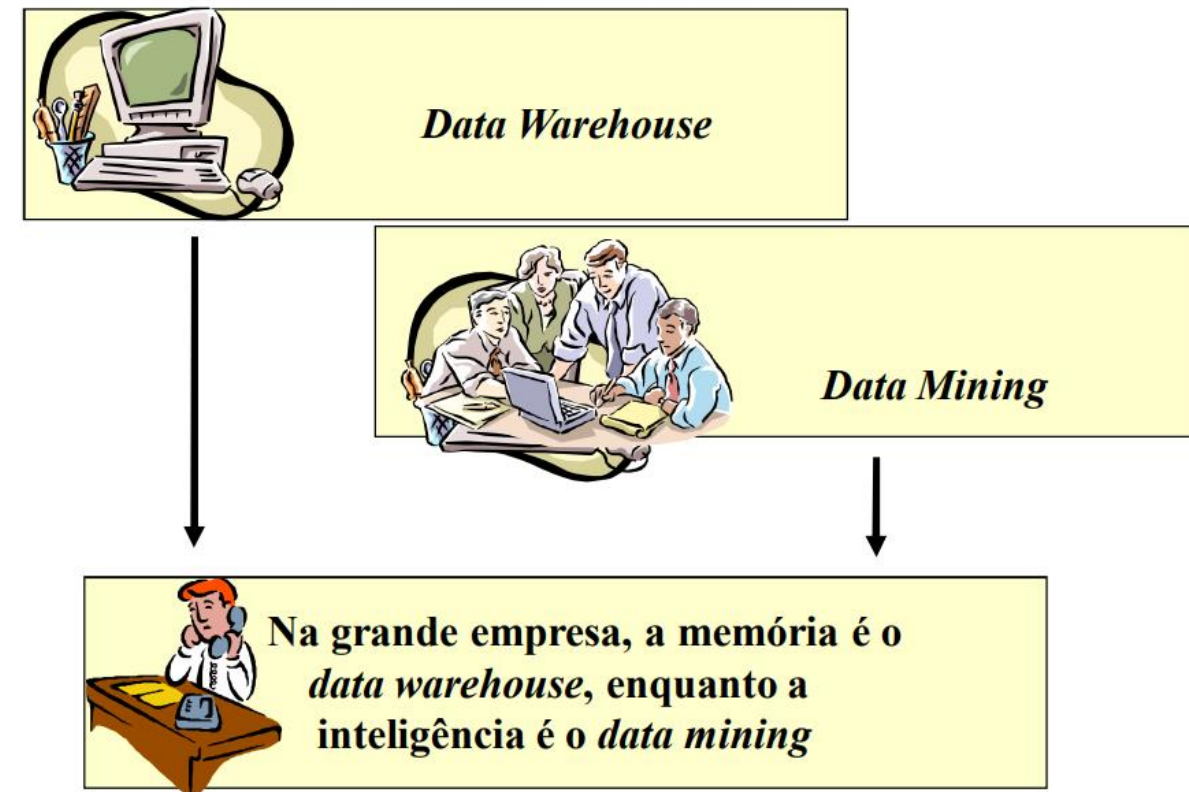 Data Warehouse
Data Mining
Na grande empresa, a memória é o
data warehouse, enquanto a
inteligência é o data mining